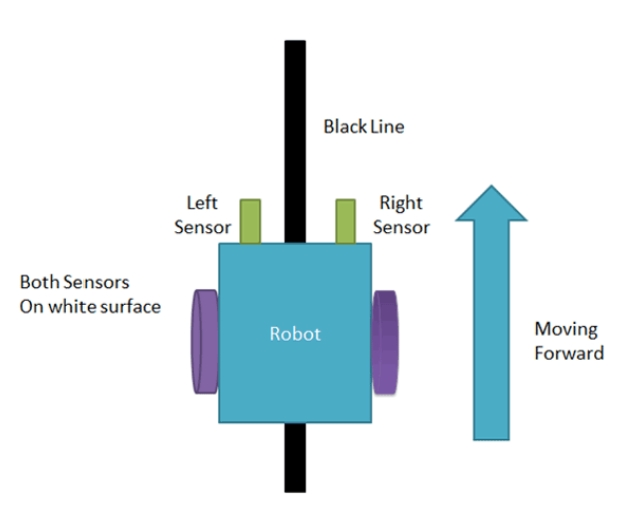 Black Line
Left
Sensor
Right
Sensor
Both Sensors
On white surface
Robot
Moving
Forward